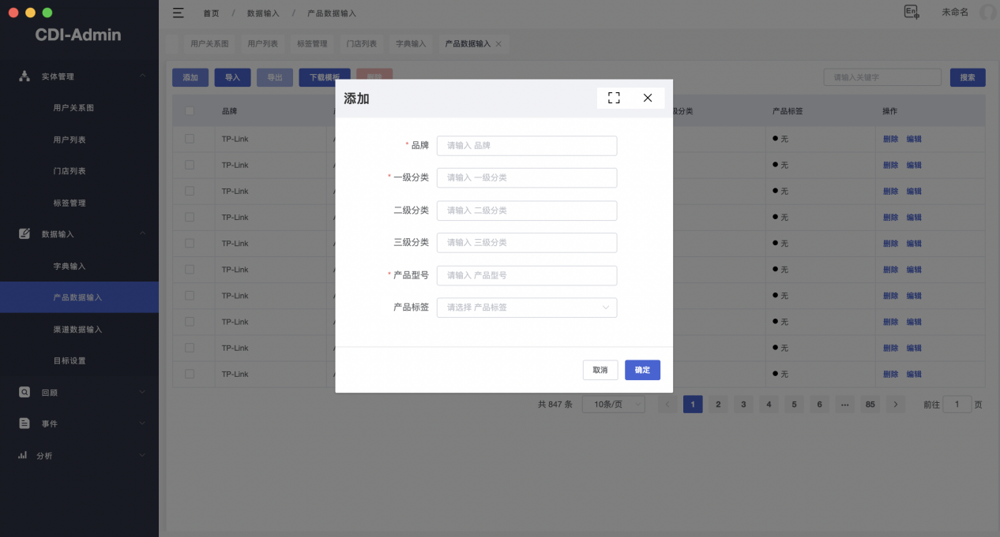 CDI-Admin
实体管理
用户关系图
用户列表
门店列表
标签管理
数据输入
字典输入
产品数据输入
渠道数据输入
目标设置
回顾
事件
分析
首页 / 数据输入 / 产品数据输入
En
中
未命名
用户关系图 用户列表 标签管理 门店列表 字典输入 产品数据输入
添加 导入 导出 下载模板 删除 请输入关键字 搜索
品牌 级分类 产品标签 操作
TP-Link 无 删除 编辑
TP-Link 无 删除 编辑
TP-Link 无 删除 编辑
TP-Link 无 删除 编辑
TP-Link 无 删除 编辑
TP-Link 无 删除 编辑
TP-Link 无 删除 编辑
TP-Link 无 删除 编辑
TP-Link 无 删除 编辑
TP-Link 无 删除 编辑
共 847 条 10条/页 1 2 3 4 5 6 ··· 85 前往 1 页
添加
* 品牌 请输入 品牌
* 一级分类 请输入 一级分类
二级分类 请输入 二级分类
三级分类 请输入 三级分类
* 产品型号 请输入 产品型号
产品标签 请选择 产品标签
取消 确定